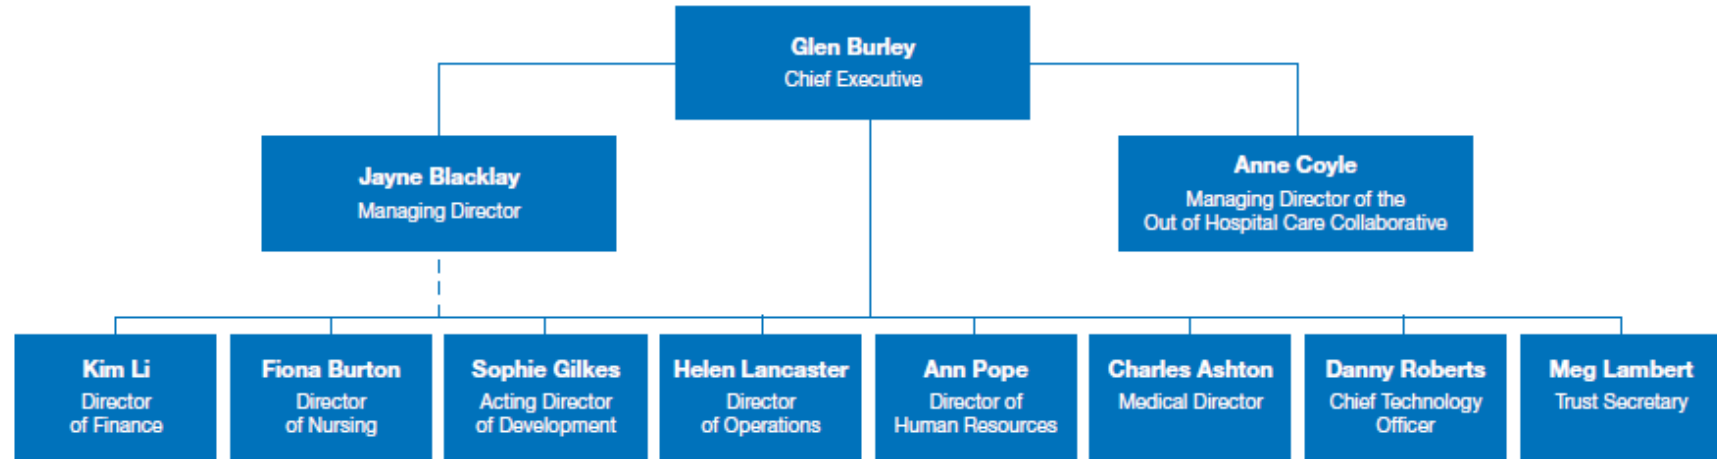 Glen Burley
Chief Executive
Jayne Blacklay
Managing Director
Anne Coyle
Managing Director of the
Out of Hospital Care Collaborative
Kim Li
Director
of Finance
Fiona Burton
Director
of Nursing
Sophie Gilkes
Acting Director
of Development
Helen Lancaster
Director
of Operations
Ann Pope
Director of
Human Resources
Charles Ashton
Medical Director
Danny Roberts
Chief Technology
Officer
Meg Lambert
Trust Secretary